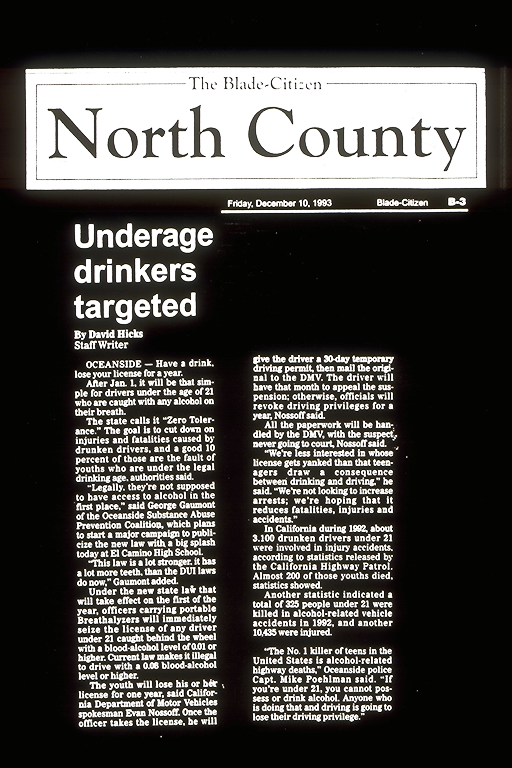 The Blade-Citizen
North County
Friday, December 10, 1993 Blade-Citizen B-3
Underage
drinkers
targeted
By David Hicks
Staff Writer
OCEANSIDE — Have a drink,
lose your license for a year.
After Jan. 1, it will be that sim-
ple for drivers under the age of 21
who are caught with any alcohol on
their breath.
The state calls it "Zero Toler-
ance." The goal is to cut down on
injuries and fatalities caused by
drunken drivers, and a good 10
percent of those are the fault of
youths who are under the legal
drinking age, authorities said.
"Legally, they're not supposed
to have access to alcohol in the
first place," said George Gaumont
of the Oceanside Substance Abuse
Prevention Coalition, which plans
to start a major campaign to publi-
cize the new law with a big splash
today at El Camino High School.
"This law is a lot stronger, it has
a lot more teeth, than the DUI laws
do now," Gaumont added.
Under the new state law that
will take effect on the first of the
year, officers carrying portable
Breathalyzers will immediately
seize the license of any driver
under 21 caught behind the wheel
with a blood-alcohol level of 0.01 or
higher. Current law makes it illegal
to drive with a 0.08 blood-alcohol
level or higher.
The youth will lose his or her
license for one year, said Califor-
nia Department of Motor Vehicles
spokesman Evan Nossoff. Once the
officer takes the license, he will
give the driver a 30-day temporary
driving permit, then mail the origi-
nal to the DMV. The driver will
have that month to appeal the sus-
pension; otherwise, officials will
revoke driving privileges for a
year, Nossoff said.
All the paperwork will be han-
dled by the DMV, with the suspect
never going to court, Nossoff said.
"We're less interested in whose
license gets yanked than that teen-
agers draw a consequence
between drinking and driving," he
said. "We're not looking to increase
arrests; we're hoping that it
reduces fatalities, injuries and
accidents."
In California during 1992, about
3,100 drunken drivers under 21
were involved in injury accidents,
according to statistics released by
the California Highway Patrol.
Almost 200 of those youths died,
statistics showed.
Another statistic indicated a
total of 325 people under 21 were
killed in alcohol-related vehicle
accidents in 1992, and another
10,435 were injured.
"The No. 1 killer of teens in the
United States is alcohol-related
highway deaths," Oceanside police
Capt. Mike Poehlman said. "If
you're under 21, you cannot pos-
sess or drink alcohol. Anyone who
is doing that and driving is going to
lose their driving privilege."